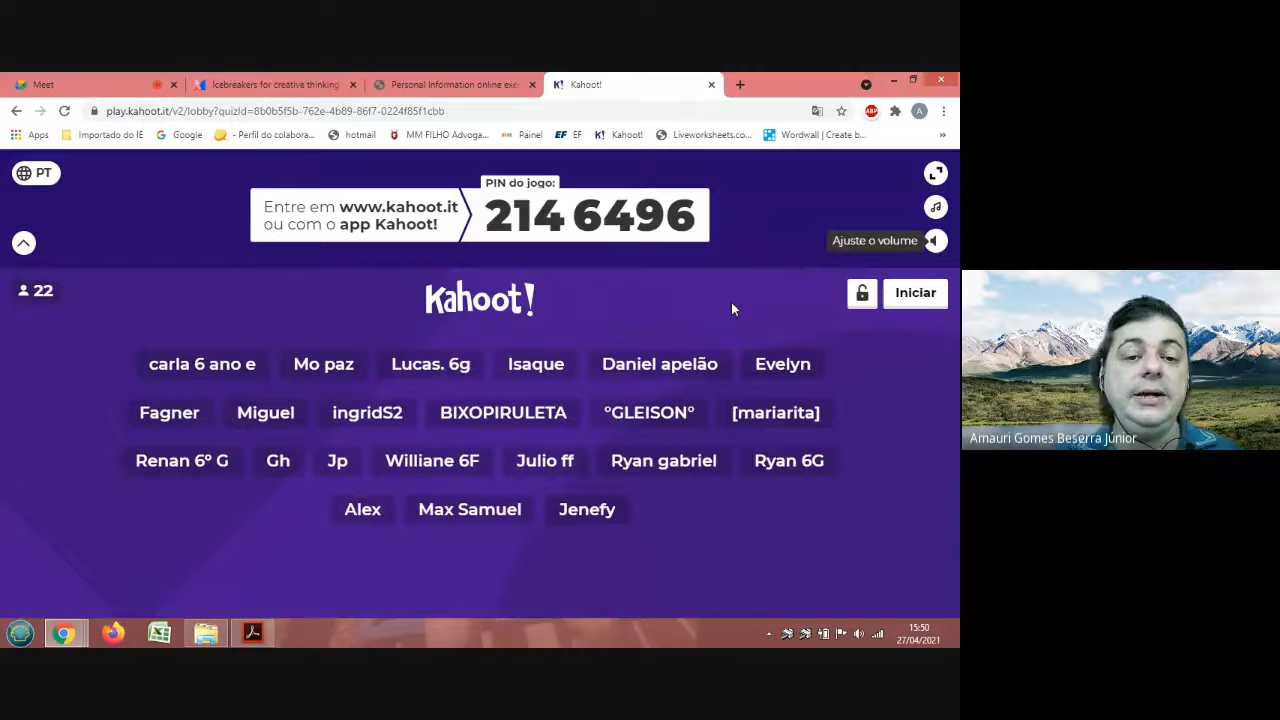 Meet
Icebreakers for creative thinking
Personal Information online exe
Kahoot!
play.kahoot.it/v2/lobby?quizId=8b0b5f5b-762e-4b89-86f7-0224f85f1cbb
ABP
A
Apps
Importado do IE
Google
- Perfil do colabora...
hotmail
MM FILHO Advoga...
Painel
EF EF
K! Kahoot!
Liveworksheets.co...
Wordwall | Create b...
»
PT
Entre em www.kahoot.it
ou com o app Kahoot!
PIN do jogo:
214 6496
Ajuste o volume
22
Kahoot!
Iniciar
carla 6 ano e
Mo paz
Lucas. 6g
Isaque
Daniel apelão
Evelyn
Fagner
Miguel
ingridS2
BIXOPIRULETA
°GLEISON°
[mariarita]
Renan 6º G
Gh
Jp
Williane 6F
Julio ff
Ryan gabriel
Ryan 6G
Alex
Max Samuel
Jenefy
Amauri Gomes Beserra Júnior
15:50
27/04/2021